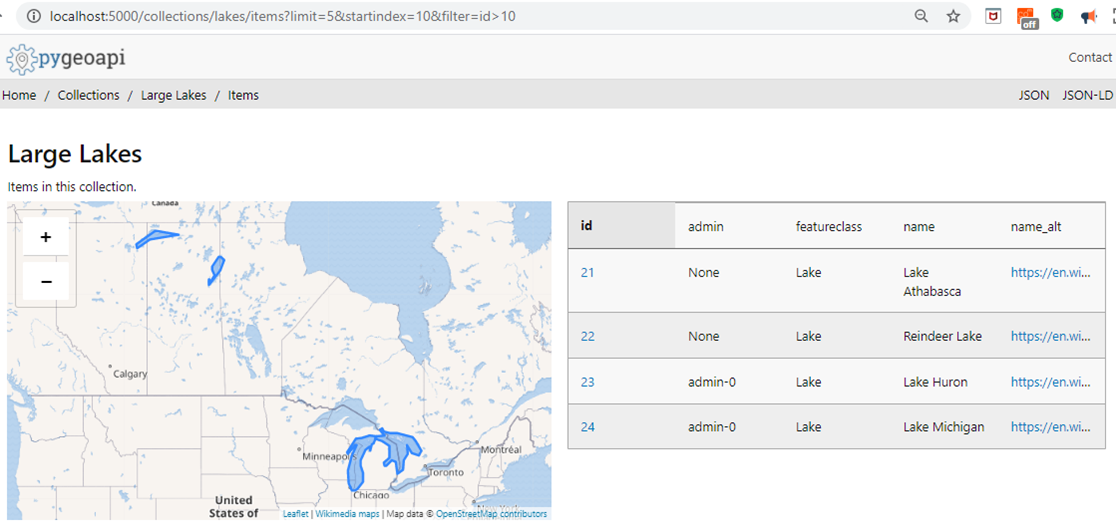 localhost:5000/collections/lakes/items?limit=5&startindex=10&filter=id>10
off
pygeoapi
Contact
Home / Collections / Large Lakes / Items
JSON JSON-LD
Large Lakes
Items in this collection.
Canada
+
−
Calgary
Minneapolis
Montréal
Toronto
Chicago
United
States of
Leaflet | Wikimedia maps | Map data © OpenStreetMap contributors
id admin featureclass name name_alt
21 None Lake Lake Athabasca https://en.wi...
22 None Lake Reindeer Lake https://en.wi...
23 admin-0 Lake Lake Huron https://en.wi...
24 admin-0 Lake Lake Michigan https://en.wi...